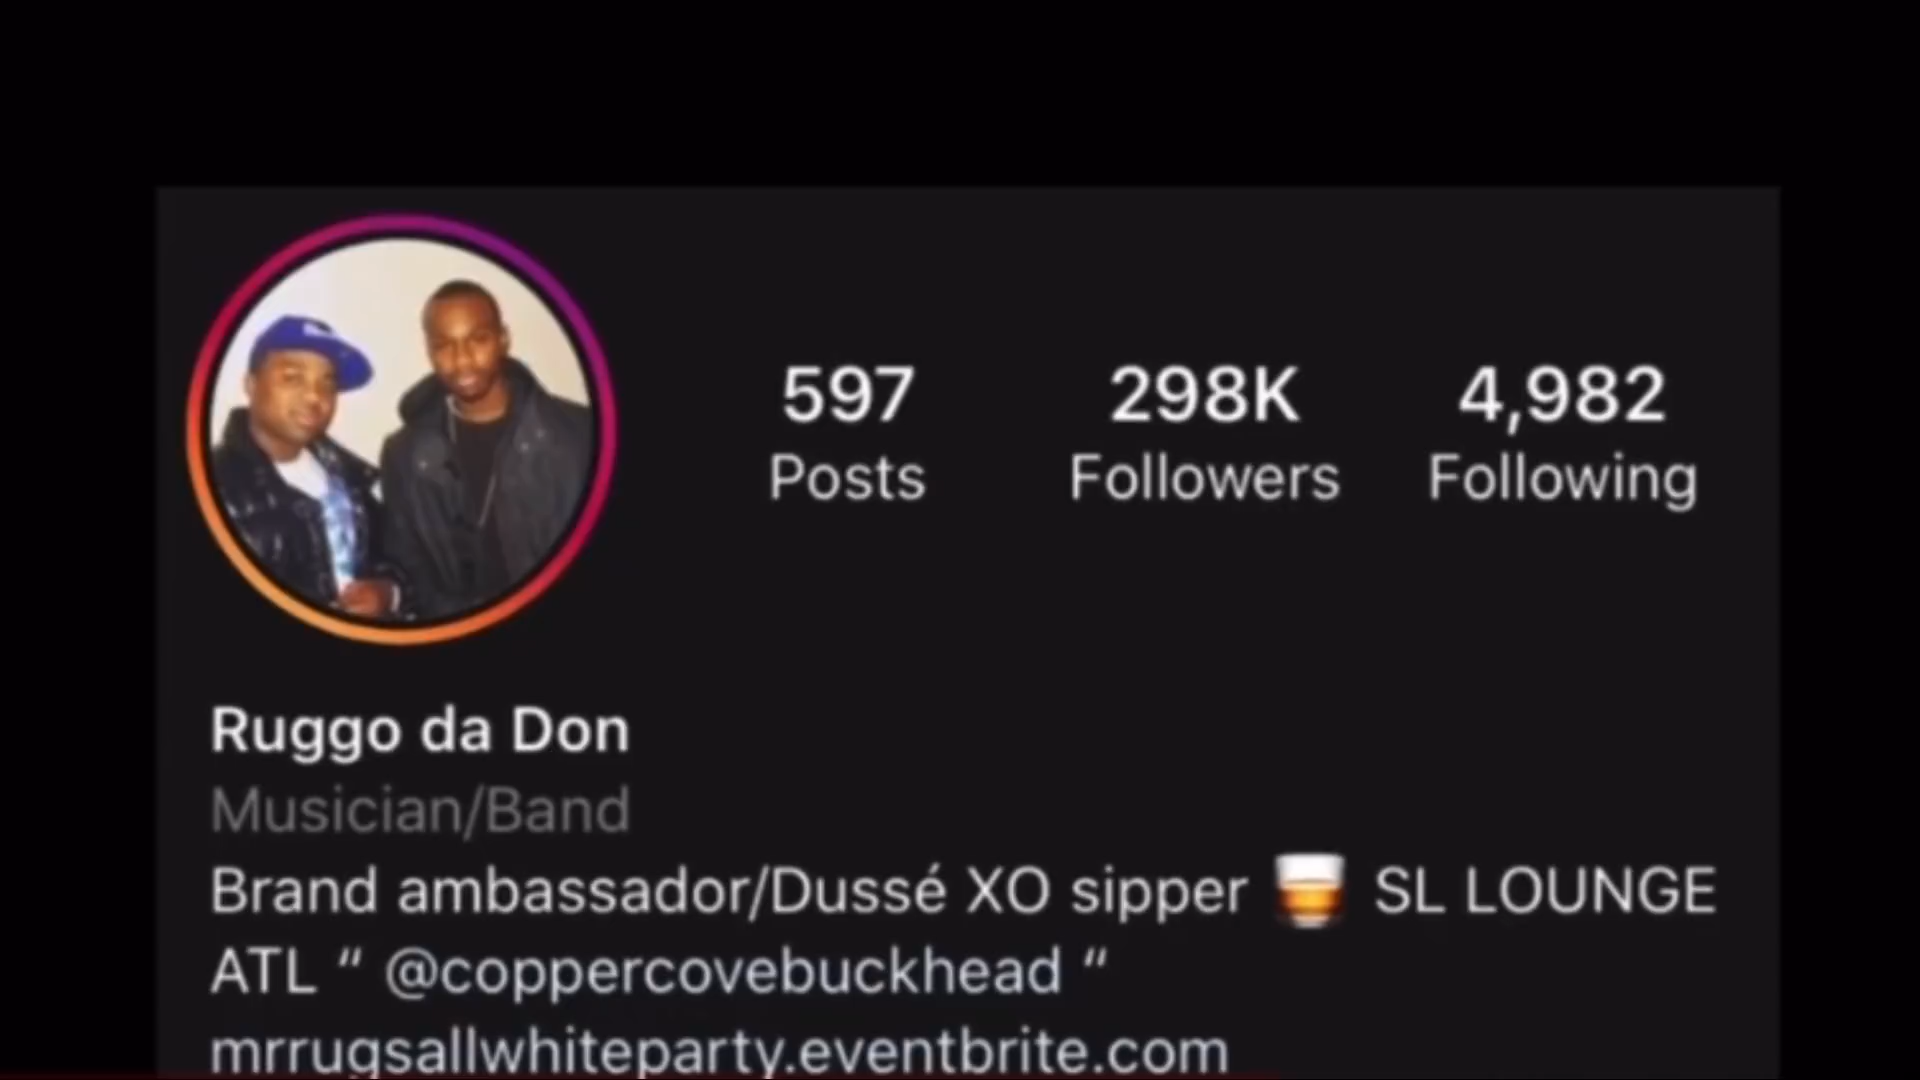 597 298K 4,982
Posts Followers Following
Ruggo da Don
Musician/Band
Brand ambassador/Dussé XO sipper 🥃 SL LOUNGE
ATL “ @coppercovebuckhead “
mrrugsallwhiteparty.eventbrite.com